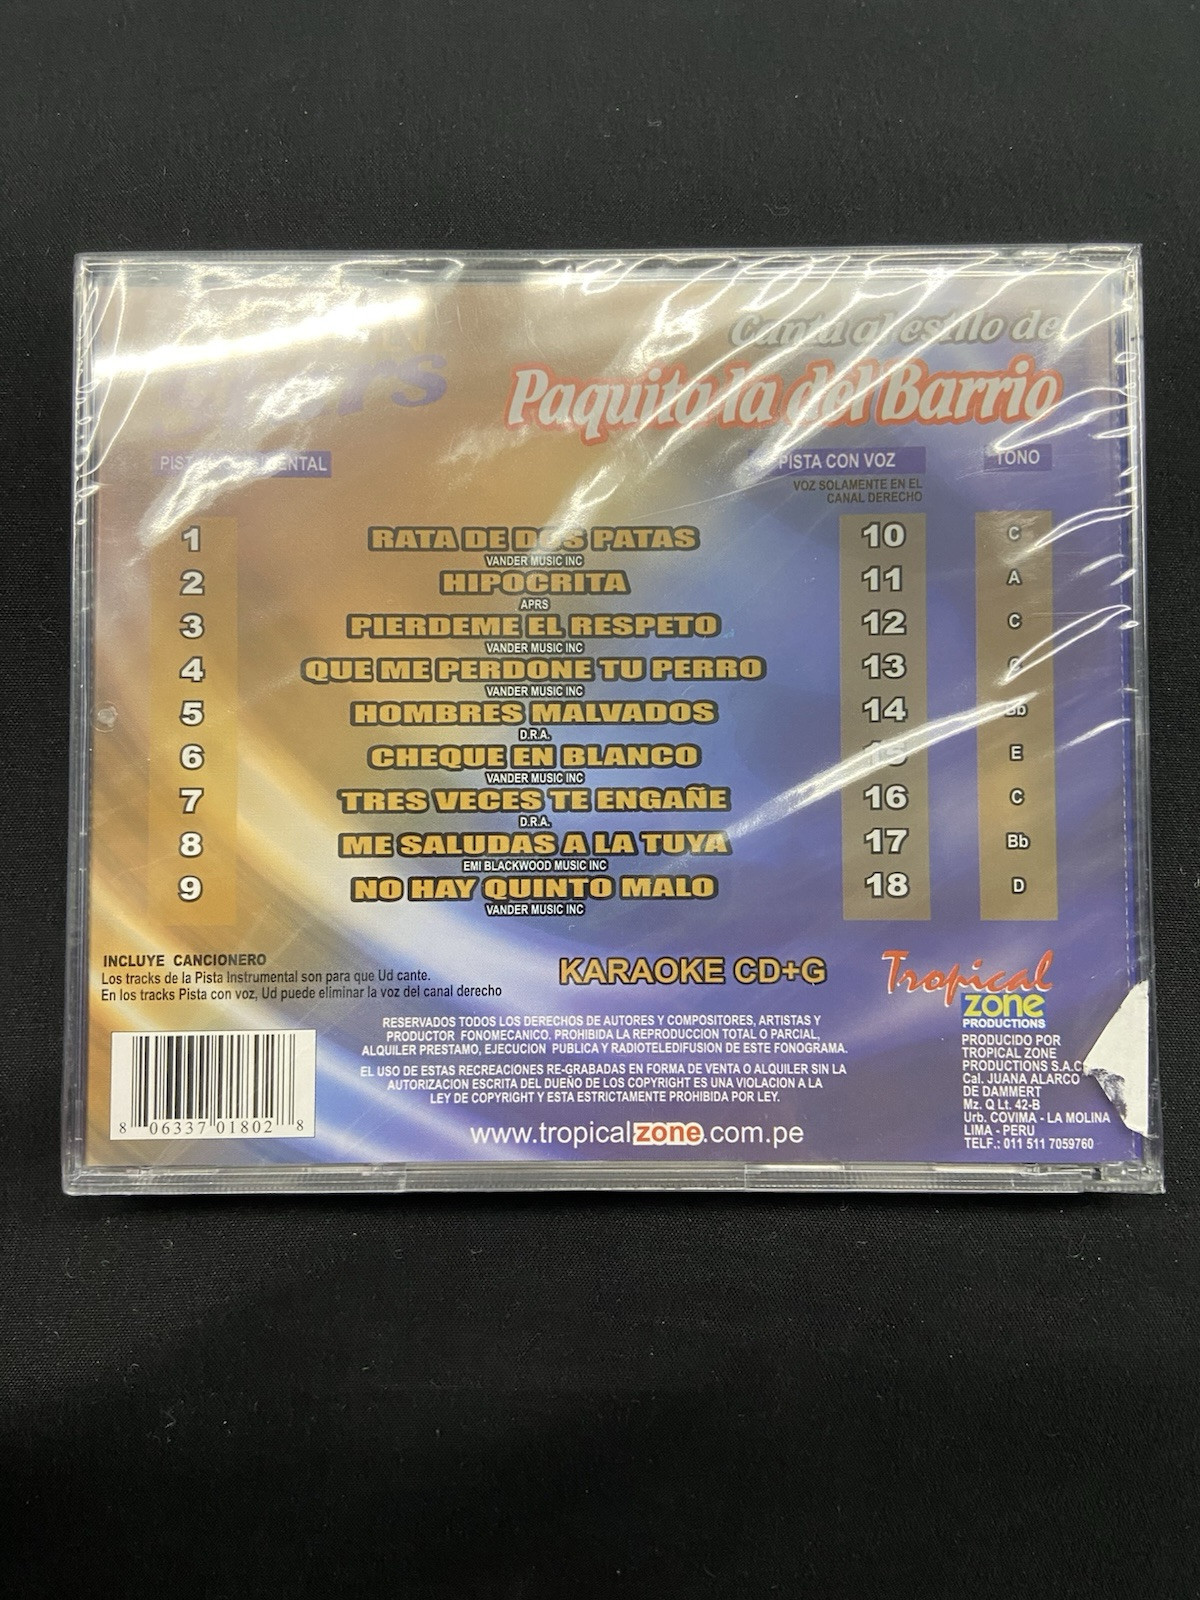 Canta al estilo de
Paquita la del Barrio
PISTA CON VOZ
TONO
VOZ SOLAMENTE EN EL
CANAL DERECHO
1 RATA DE DOS PATAS 10 C
VANDER MUSIC INC
2 HIPOCRITA 11 A
APRS
3 PIERDEME EL RESPETO 12 C
VANDER MUSIC INC
4 QUE ME PERDONE TU PERRO 13
VANDER MUSIC INC
5 HOMBRES MALVADOS 14 Bb
D.R.A.
6 CHEQUE EN BLANCO 15 E
VANDER MUSIC INC
7 TRES VECES TE ENGAÑE 16 C
D.R.A.
8 ME SALUDAS A LA TUYA 17 Bb
EMI BLACKWOOD MUSIC INC
9 NO HAY QUINTO MALO 18 D
VANDER MUSIC INC
INCLUYE CANCIONERO
Los tracks de la Pista Instrumental son para que Ud cante.
En los tracks Pista con voz, Ud puede eliminar la voz del canal derecho
KARAOKE CD+G
Tropical
zone
PRODUCTIONS
RESERVADOS TODOS LOS DERECHOS DE AUTORES Y COMPOSITORES, ARTISTAS Y
PRODUCTOR FONOMECANICO. PROHIBIDA LA REPRODUCCION TOTAL O PARCIAL,
ALQUILER PRESTAMO, EJECUCION PUBLICA Y RADIOTELEDIFUSION DE ESTE FONOGRAMA.
EL USO DE ESTAS RECREACIONES RE-GRABADAS EN FORMA DE VENTA O ALQUILER SIN LA
AUTORIZACION ESCRITA DEL DUEÑO DE LOS COPYRIGHT ES UNA VIOLACION A LA
LEY DE COPYRIGHT Y ESTA ESTRICTAMENTE PROHIBIDA POR LEY.
www.tropicalzone.com.pe
PRODUCIDO POR
TROPICAL ZONE
PRODUCTIONS S.A.C
Cal. JUANA ALARCO
DE DAMMERT
Mz. Q Lt. 42-B
Urb. COVIMA - LA MOLINA
LIMA - PERU
TELF.: 011 511 7059760
8 06337 01802 8